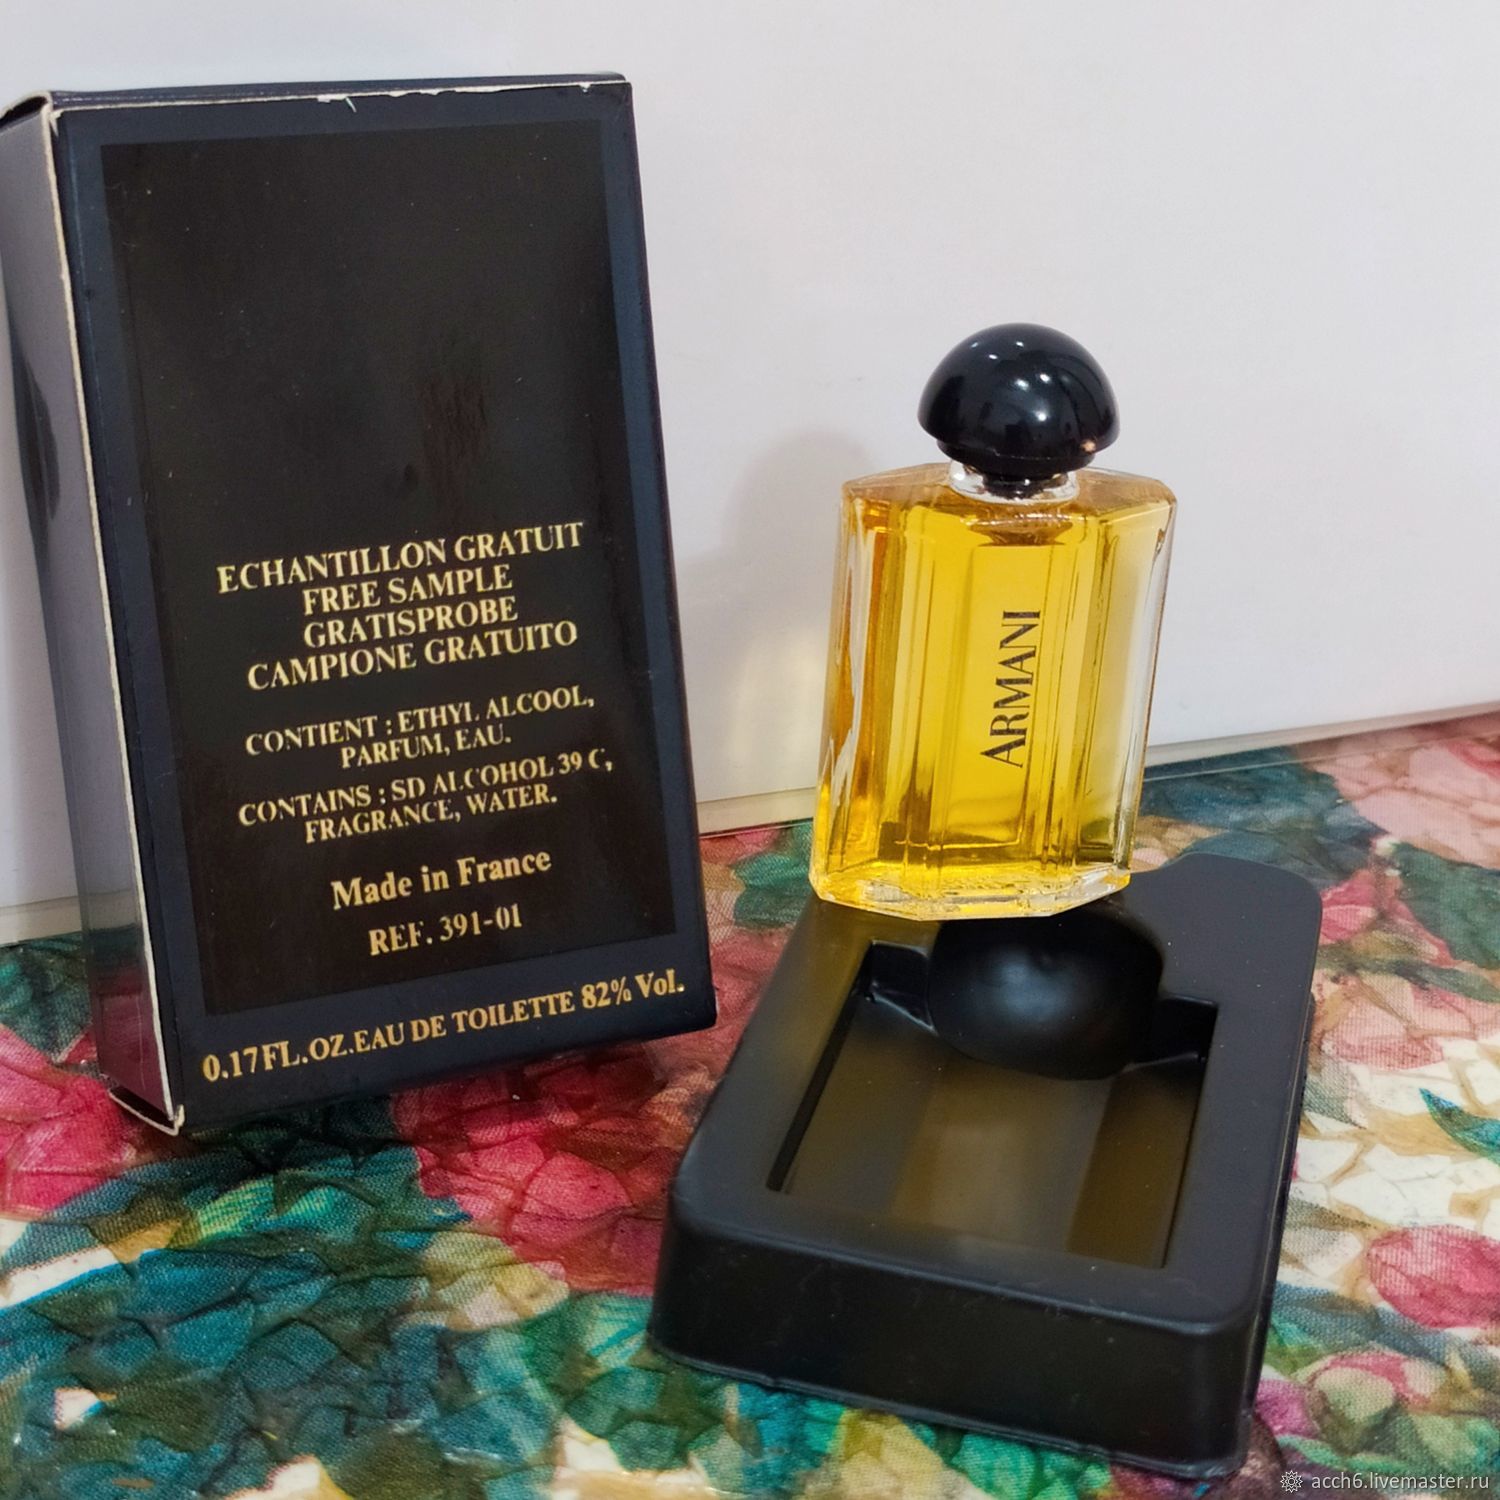 ECHANTILLON GRATUIT
FREE SAMPLE
GRATISPROBE
CAMPIONE GRATUITO
CONTIENT : ETHYL ALCOOL,
PARFUM, EAU.
CONTAINS : SD ALCOHOL 39 C,
FRAGRANCE, WATER.
Made in France
REF. 391-01
0.17FL.OZ.EAU DE TOILETTE 82% Vol.
ARMANI
acch6.livemaster.ru